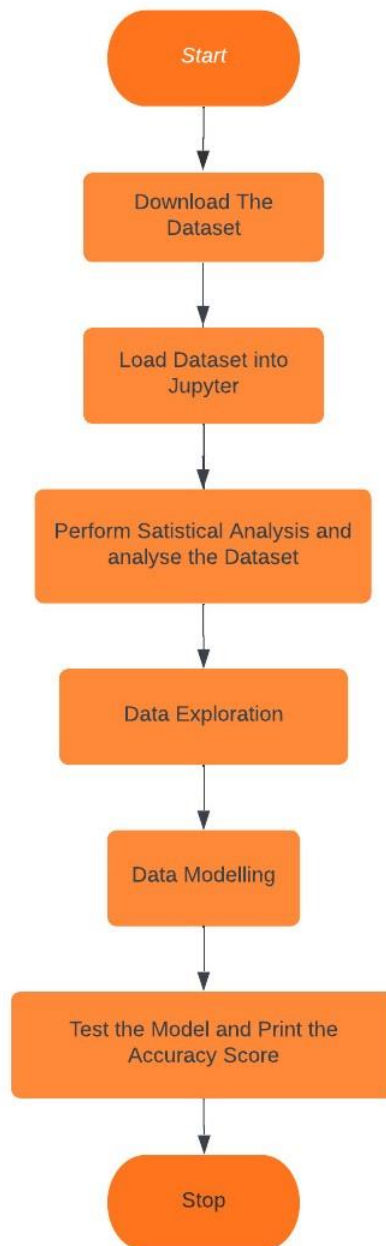 Start
Download The
Dataset
Load Dataset into
Jupyter
Perform Satistical Analysis and
analyse the Dataset
Data Exploration
Data Modelling
Test the Model and Print the
Accuracy Score
Stop